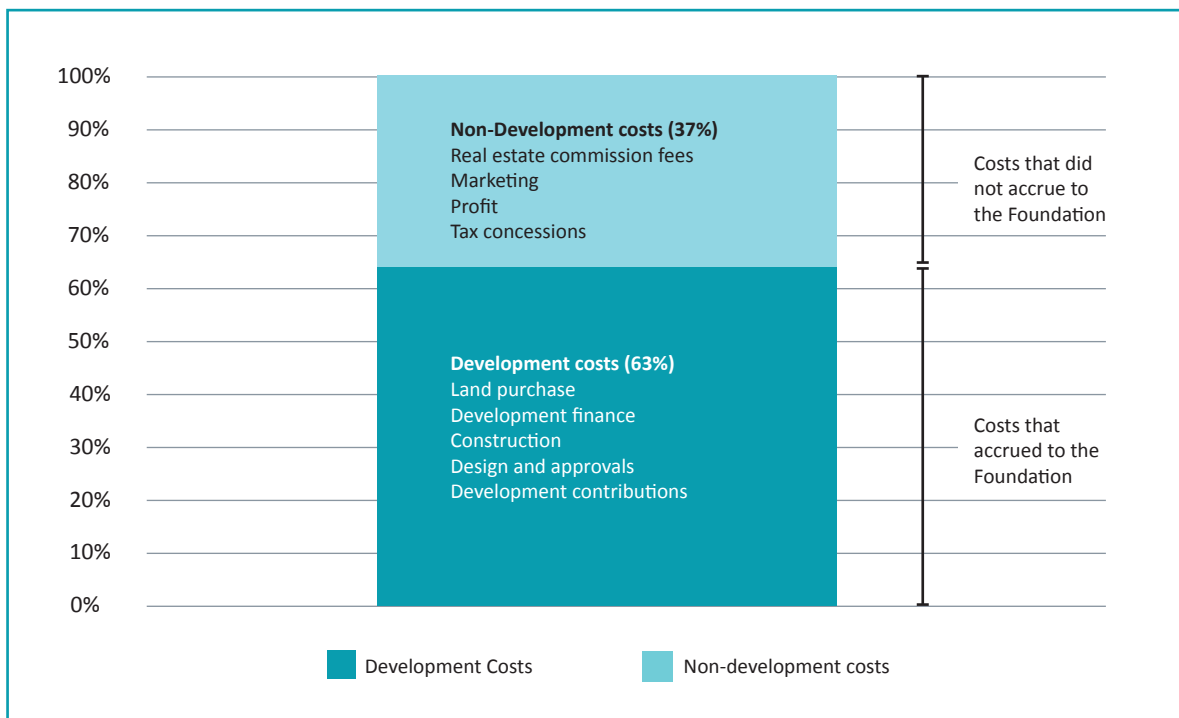 100%
90%
80%
70%
60%
50%
40%
30%
20%
10%
0%
Non-Development costs (37%)
Real estate commission fees
Marketing
Profit
Tax concessions
Development costs (63%)
Land purchase
Development finance
Construction
Design and approvals
Development contributions
Costs that did
not accrue to
the Foundation
Costs that
accrued to the
Foundation
Development Costs
Non-development costs